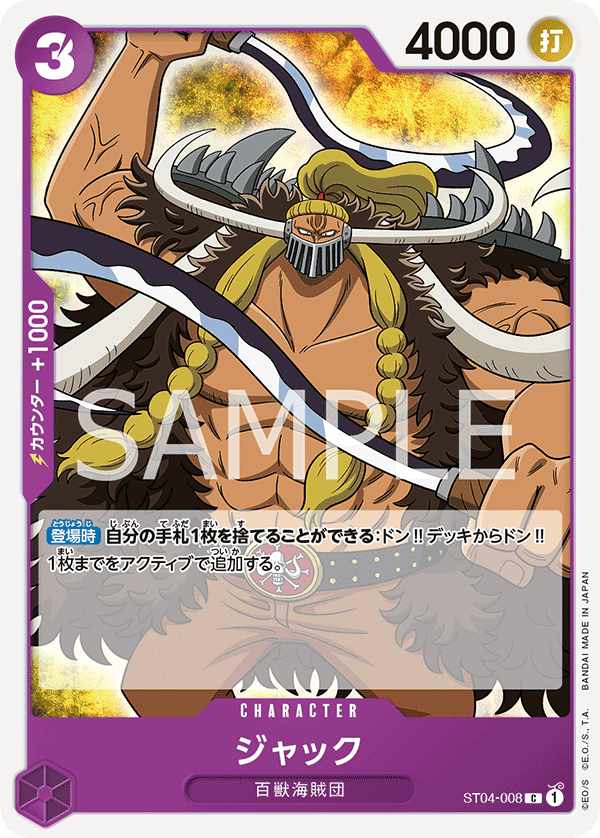 3
4000
打
カウンター +1000
SAMPLE
登場時 自分の手札1枚を捨てることができる:ドン!!デッキからドン!!
1枚までをアクティブで追加する。
CHARACTER
ジャック
百獣海賊団
ST04-008 C 1
©EO/S ©E.O./S., T.A. BANDAI MADE IN JAPAN